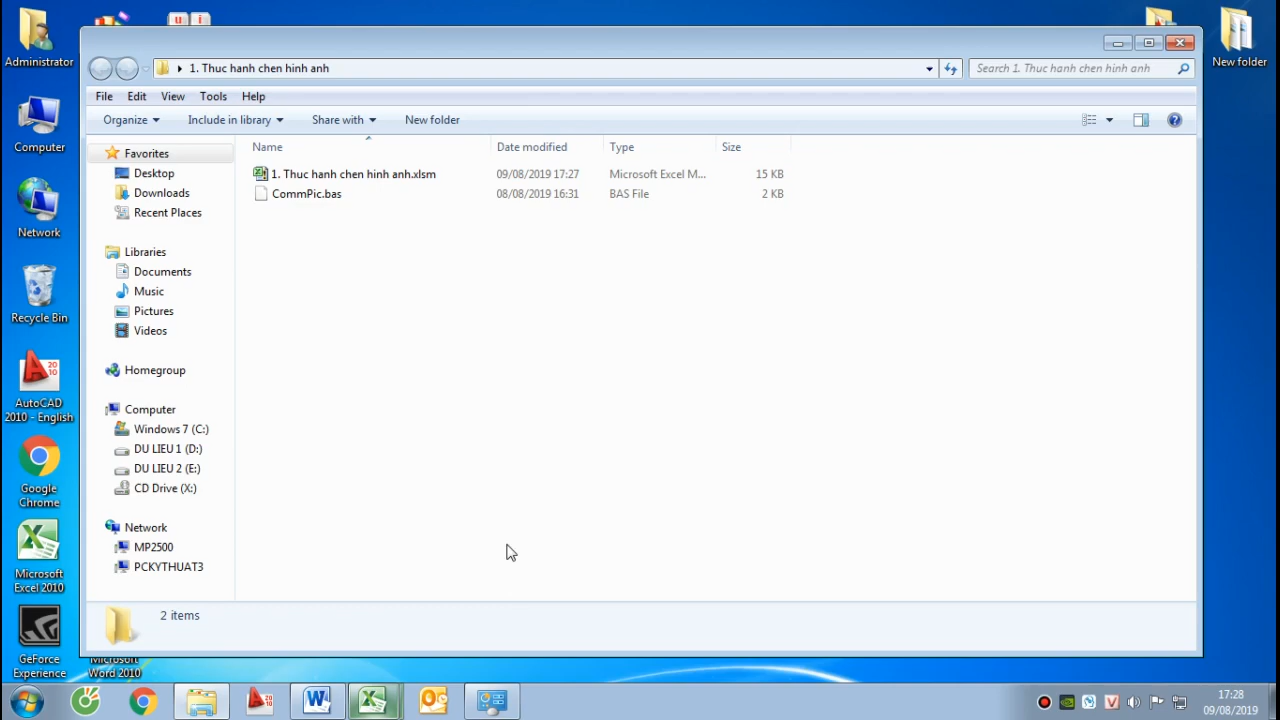 Administrator
u i
New folder
1. Thuc hanh chen hinh anh
Search 1. Thuc hanh chen hinh anh
File Edit View Tools Help
Organize Include in library Share with New folder
Name Date modified Type Size
1. Thuc hanh chen hinh anh.xlsm 09/08/2019 17:27 Microsoft Excel M... 15 KB
CommPic.bas 08/08/2019 16:31 BAS File 2 KB
Favorites
Desktop
Downloads
Recent Places
Libraries
Documents
Music
Pictures
Videos
Homegroup
Computer
Windows 7 (C:)
DU LIEU 1 (D:)
DU LIEU 2 (E:)
CD Drive (X:)
Network
MP2500
PCKYTHUAT3
2 items
Computer
Network
Recycle Bin
AutoCAD
2010 - English
Google
Chrome
Microsoft
Excel 2010
GeForce
Experience
Microsoft
Word 2010
17:28
09/08/2019